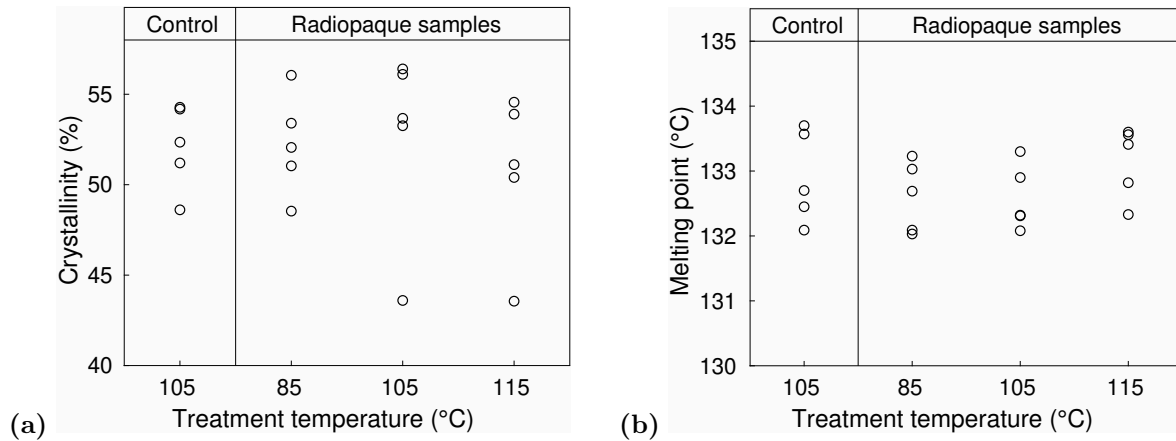 Control Radiopaque samples
55
50
45
40
Crystallinity (%)
105 85 105 115
Treatment temperature (°C)
(a)
Control Radiopaque samples
135
134
133
132
131
130
Melting point (°C)
105 85 105 115
Treatment temperature (°C)
(b)